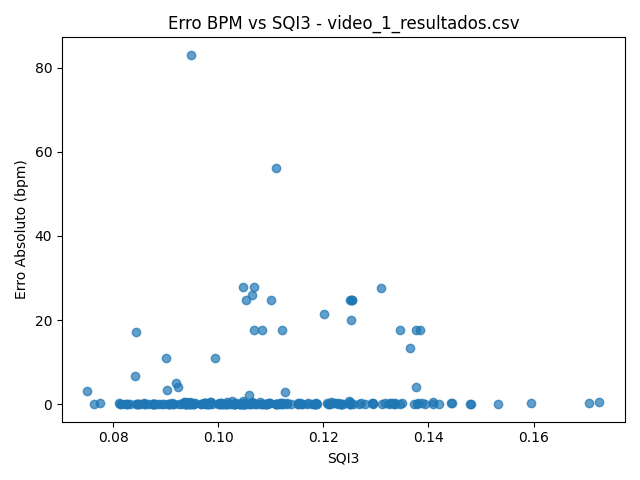 Erro BPM vs SQI3 - video_1_resultados.csv
Erro Absoluto (bpm)
80
60
40
20
0
0.08 0.10 0.12 0.14 0.16
SQI3